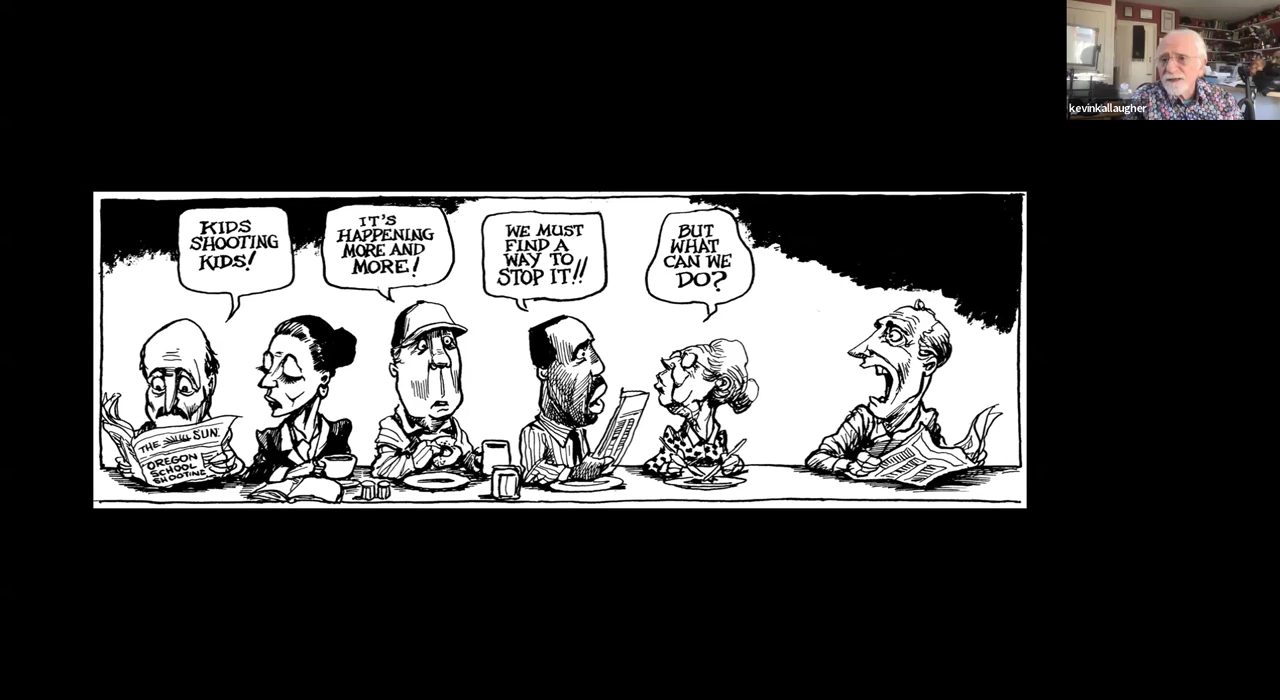 kevinkallaugher
KIDS
SHOOTING
KIDS!
IT'S
HAPPENING
MORE AND
MORE!
WE MUST
FIND A
WAY TO
STOP IT!!
BUT
WHAT
CAN WE
DO?
THE SUN.
OREGON
SCHOOL
SHOOTING